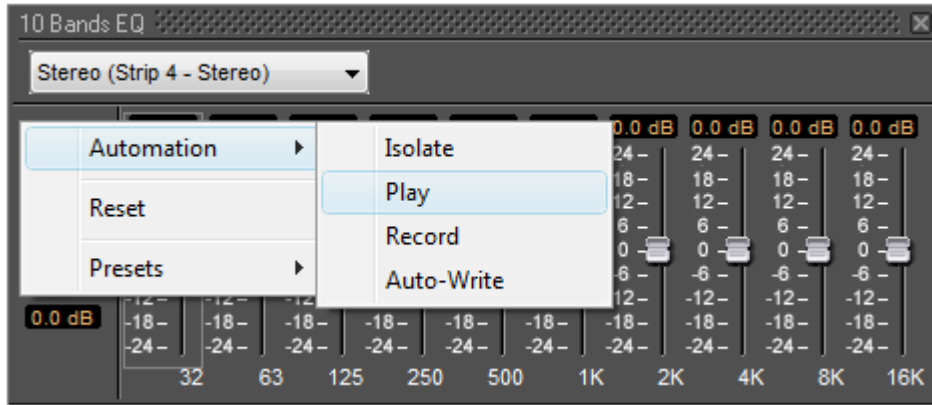 10 Bands EQ
Stereo (Strip 4 - Stereo)
0.0 dB 0.0 dB 0.0 dB 0.0 dB
Automation
Isolate
24 24 24 24
18 18 18 18
Play
12 12 12 12
Reset
6 6 6 6
Record
0 0 0 0
Presets
Auto-Write
-6 -6 -6 -6
-12 -12 -12 -12 -12 -12 -12
0.0 dB
-18 -18 -18 -18 -18 -18 -18 -18 -18 -18
-24 -24 -24 -24 -24 -24 -24 -24 -24 -24
32 63 125 250 500 1K 2K 4K 8K 16K